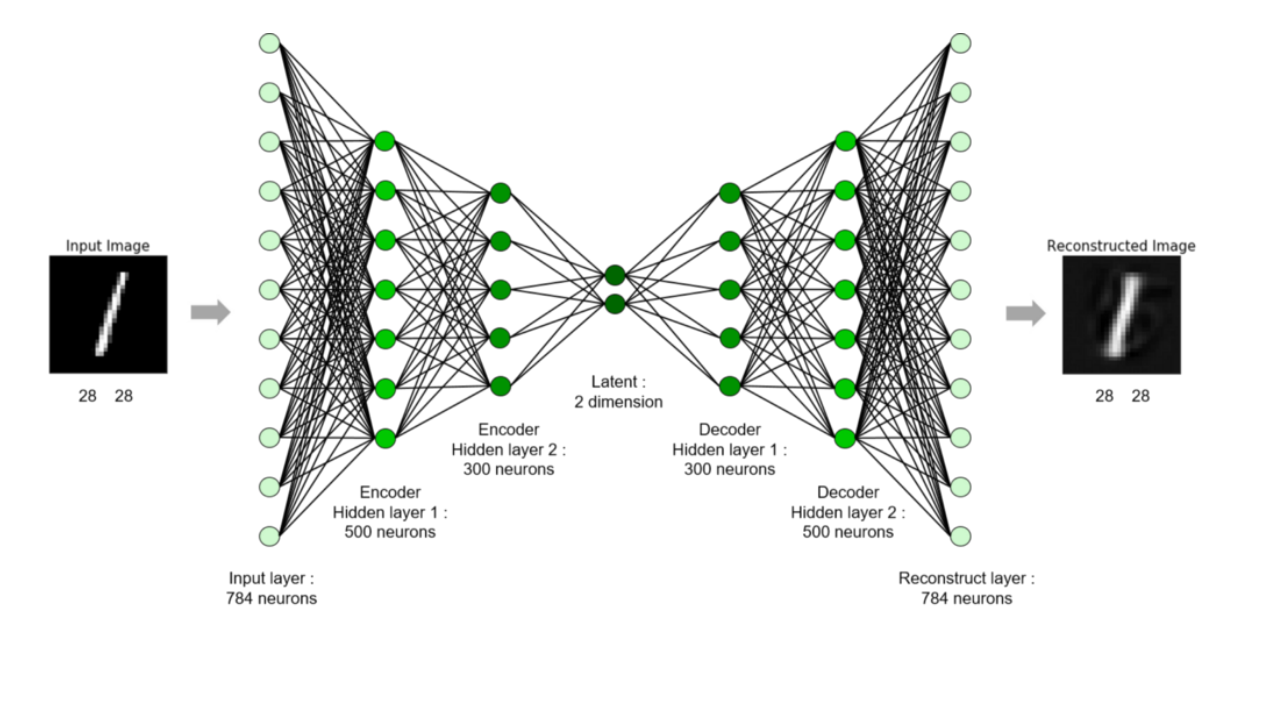 Input Image
28 28
Input layer :
784 neurons
Encoder
Hidden layer 1 :
500 neurons
Encoder
Hidden layer 2 :
300 neurons
Latent :
2 dimension
Decoder
Hidden layer 1 :
300 neurons
Decoder
Hidden layer 2 :
500 neurons
Reconstruct layer :
784 neurons
Reconstructed Image
28 28